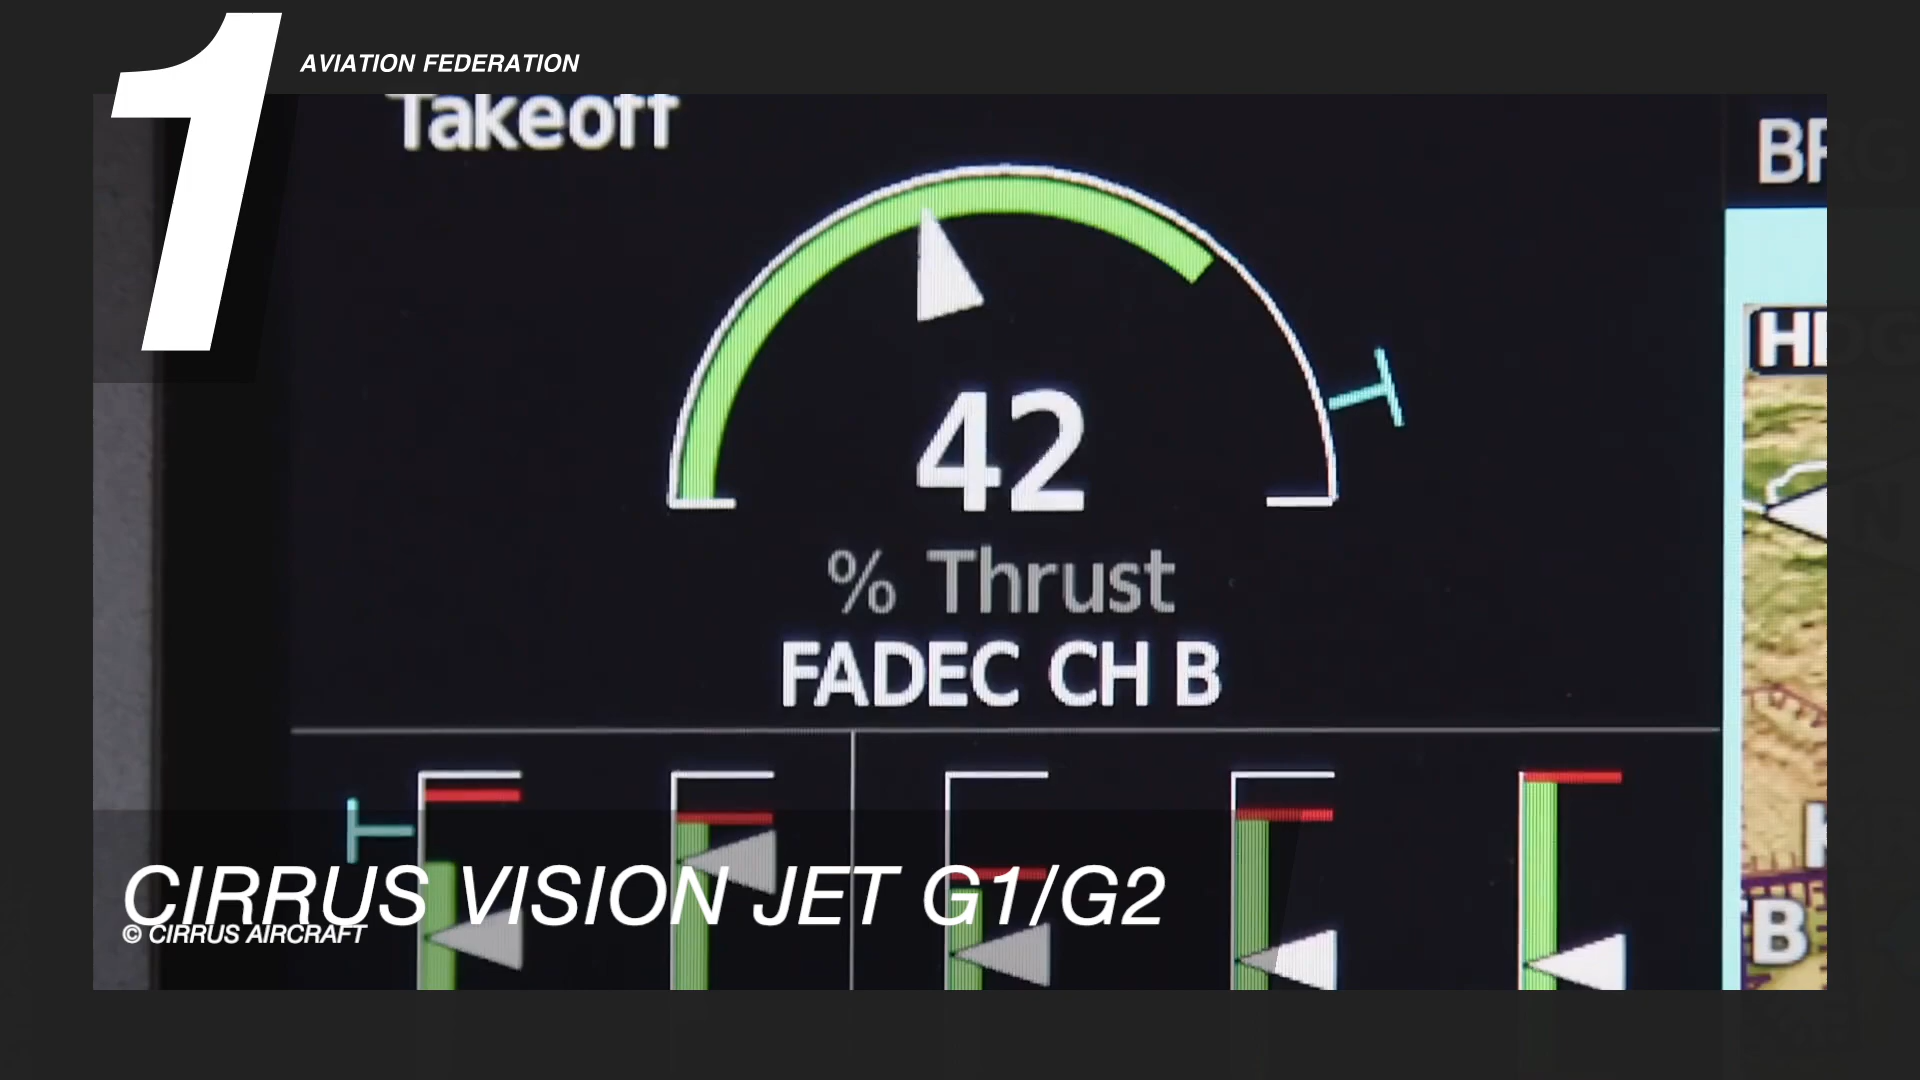 1
AVIATION FEDERATION
Takeoff
42
% Thrust
FADEC CH B
B
CIRRUS VISION JET G1/G2
© CIRRUS AIRCRAFT